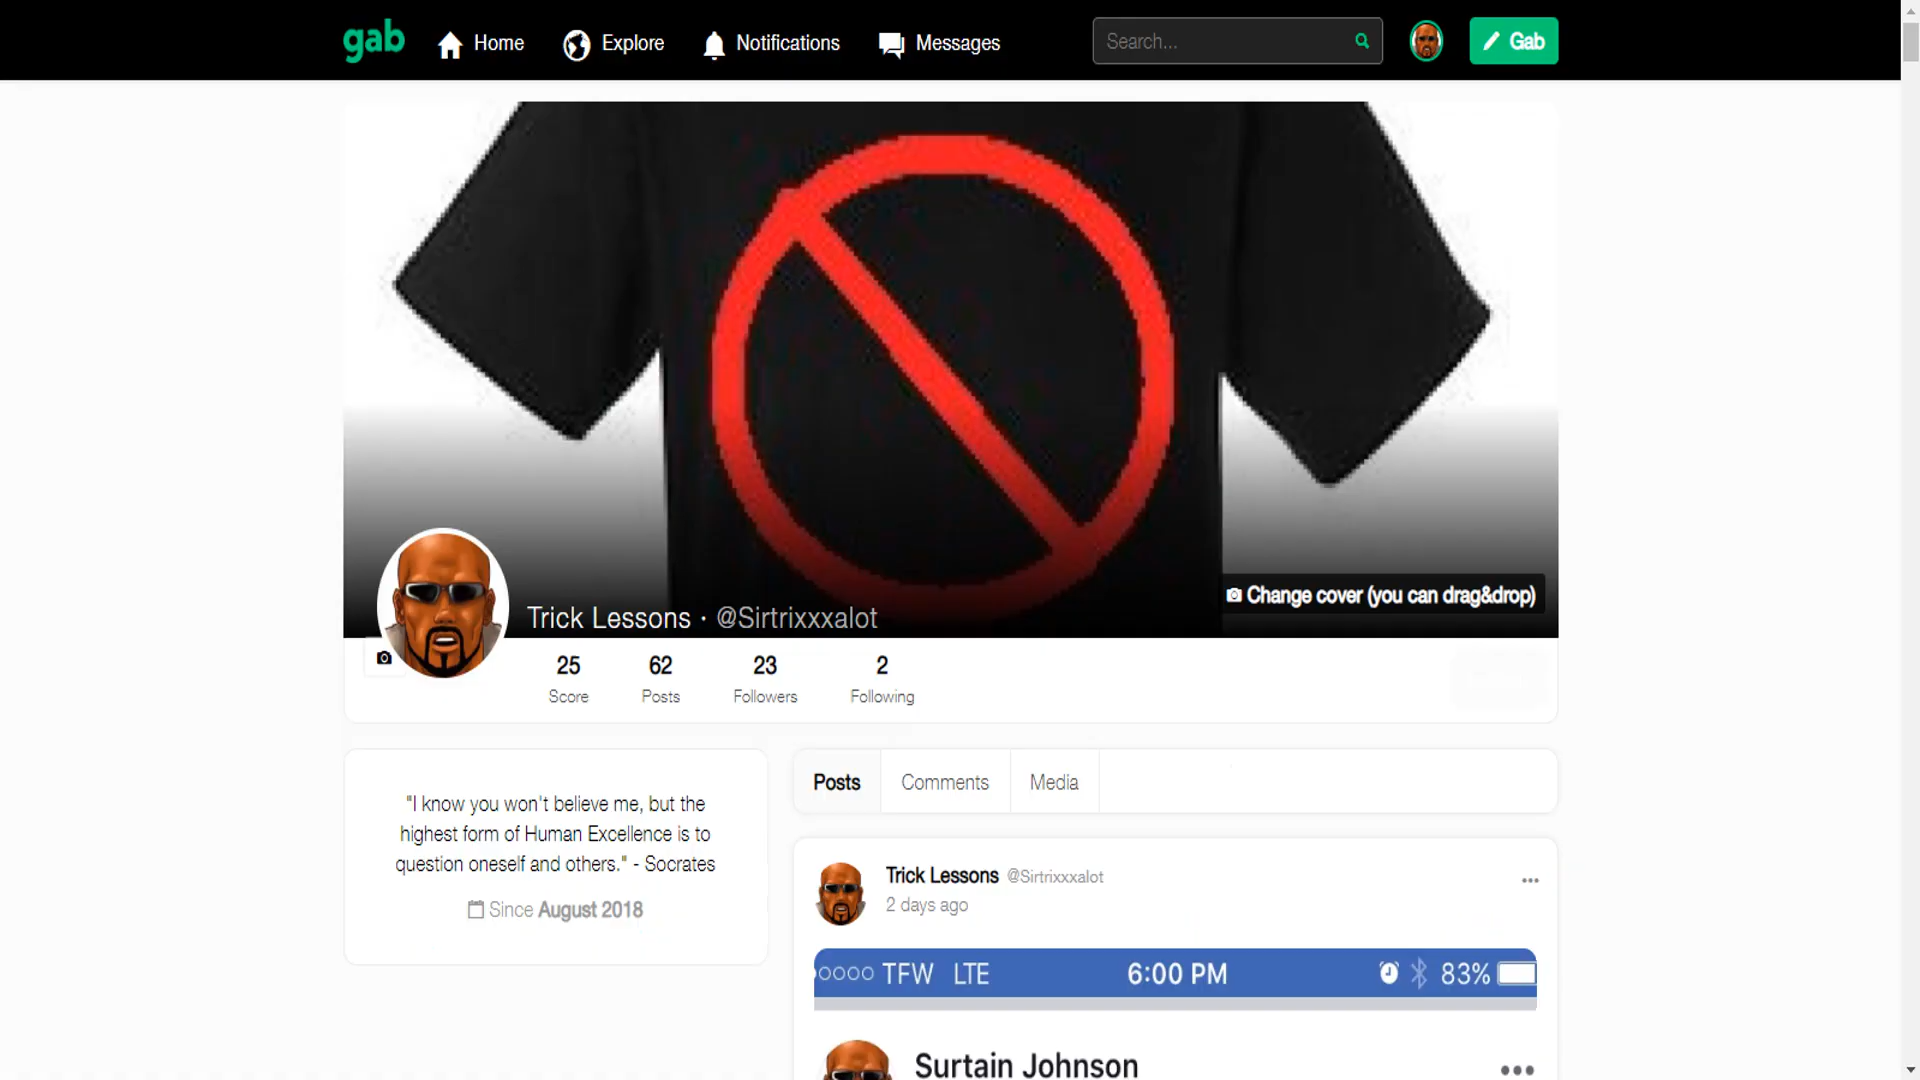 gab Home Explore Notifications Messages Search... Gab
Change cover (you can drag&drop)
Trick Lessons · @Sirtrixxxalot
25 62 23 2
Score Posts Followers Following
"I know you won't believe me, but the
highest form of Human Excellence is to
question oneself and others." - Socrates
Since August 2018
Posts Comments Media
Trick Lessons @Sirtrixxxalot
2 days ago
TFW LTE 6:00 PM 83%
Surtain Johnson